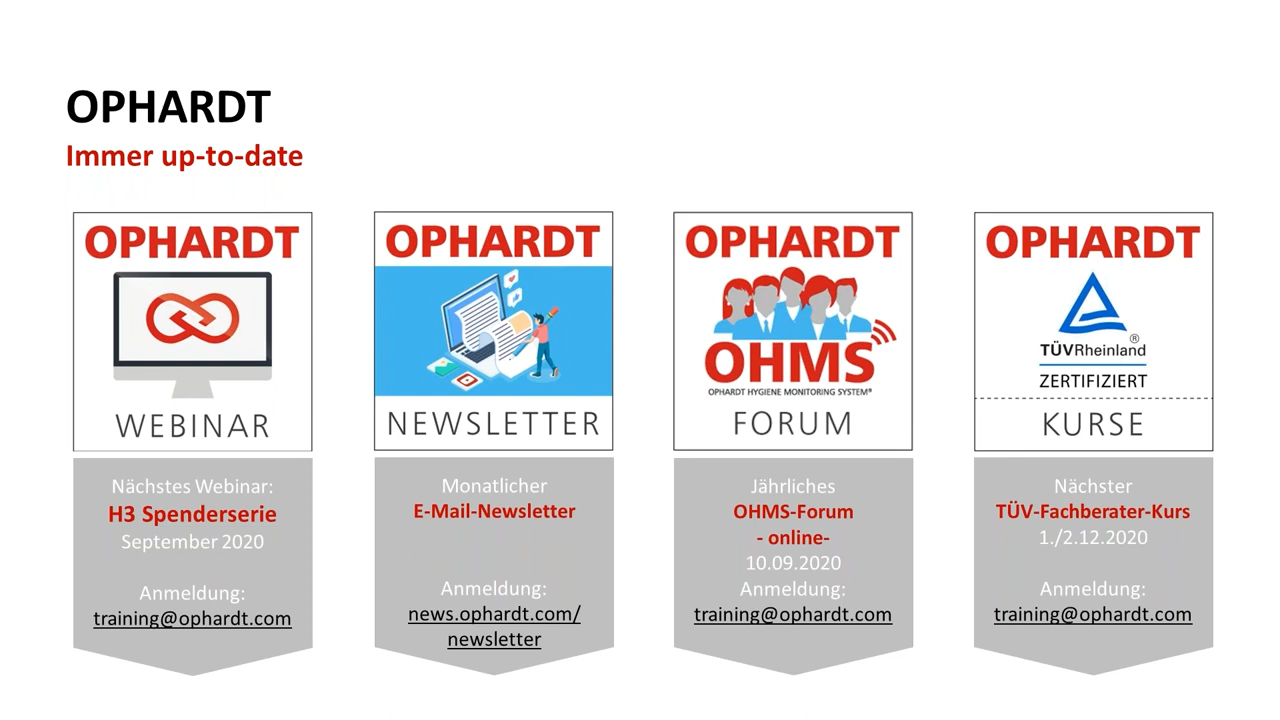 OPHARDT
Immer up-to-date
OPHARDT
WEBINAR
Nächstes Webinar:
H3 Spenderserie
September 2020
Anmeldung:
training@ophardt.com
OPHARDT
NEWSLETTER
Monatlicher
E-Mail-Newsletter
Anmeldung:
news.ophardt.com/
newsletter
OPHARDT
OHMS
OPHARDT HYGIENE MONITORING SYSTEM®
FORUM
Jährliches
OHMS-Forum
- online-
10.09.2020
Anmeldung:
training@ophardt.com
OPHARDT
®
TÜVRheinland
ZERTIFIZIERT
KURSE
Nächster
TÜV-Fachberater-Kurs
1./2.12.2020
Anmeldung:
training@ophardt.com